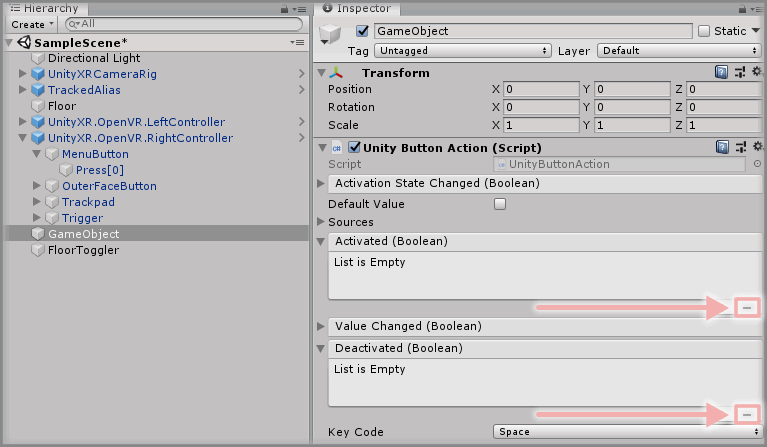 Hierarchy
Create
All
SampleScene*
Directional Light
UnityXRCameraRig
TrackedAlias
Floor
UnityXR.OpenVR.LeftController
UnityXR.OpenVR.RightController
MenuButton
Press[0]
OuterFaceButton
Trackpad
Trigger
GameObject
FloorToggler
Inspector
GameObject
Static
Tag Untagged Layer Default
Transform
Position X 0 Y 0 Z 0
Rotation X 0 Y 0 Z 0
Scale X 1 Y 1 Z 1
Unity Button Action (Script)
Script UnityButtonAction
Activation State Changed (Boolean)
Default Value
Sources
Activated (Boolean)
List is Empty
Value Changed (Boolean)
Deactivated (Boolean)
List is Empty
Key Code Space